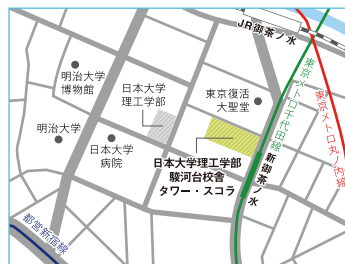 JR御茶ノ水
明治大学
博物館
日本大学
理工学部
東京復活
大聖堂
東京メトロ千代田線
東京メトロ丸ノ内線
明治大学
日本大学
病院
日本大学理工学部
駿河台校舎
タワー・スコラ
新御茶ノ水
都営新宿線